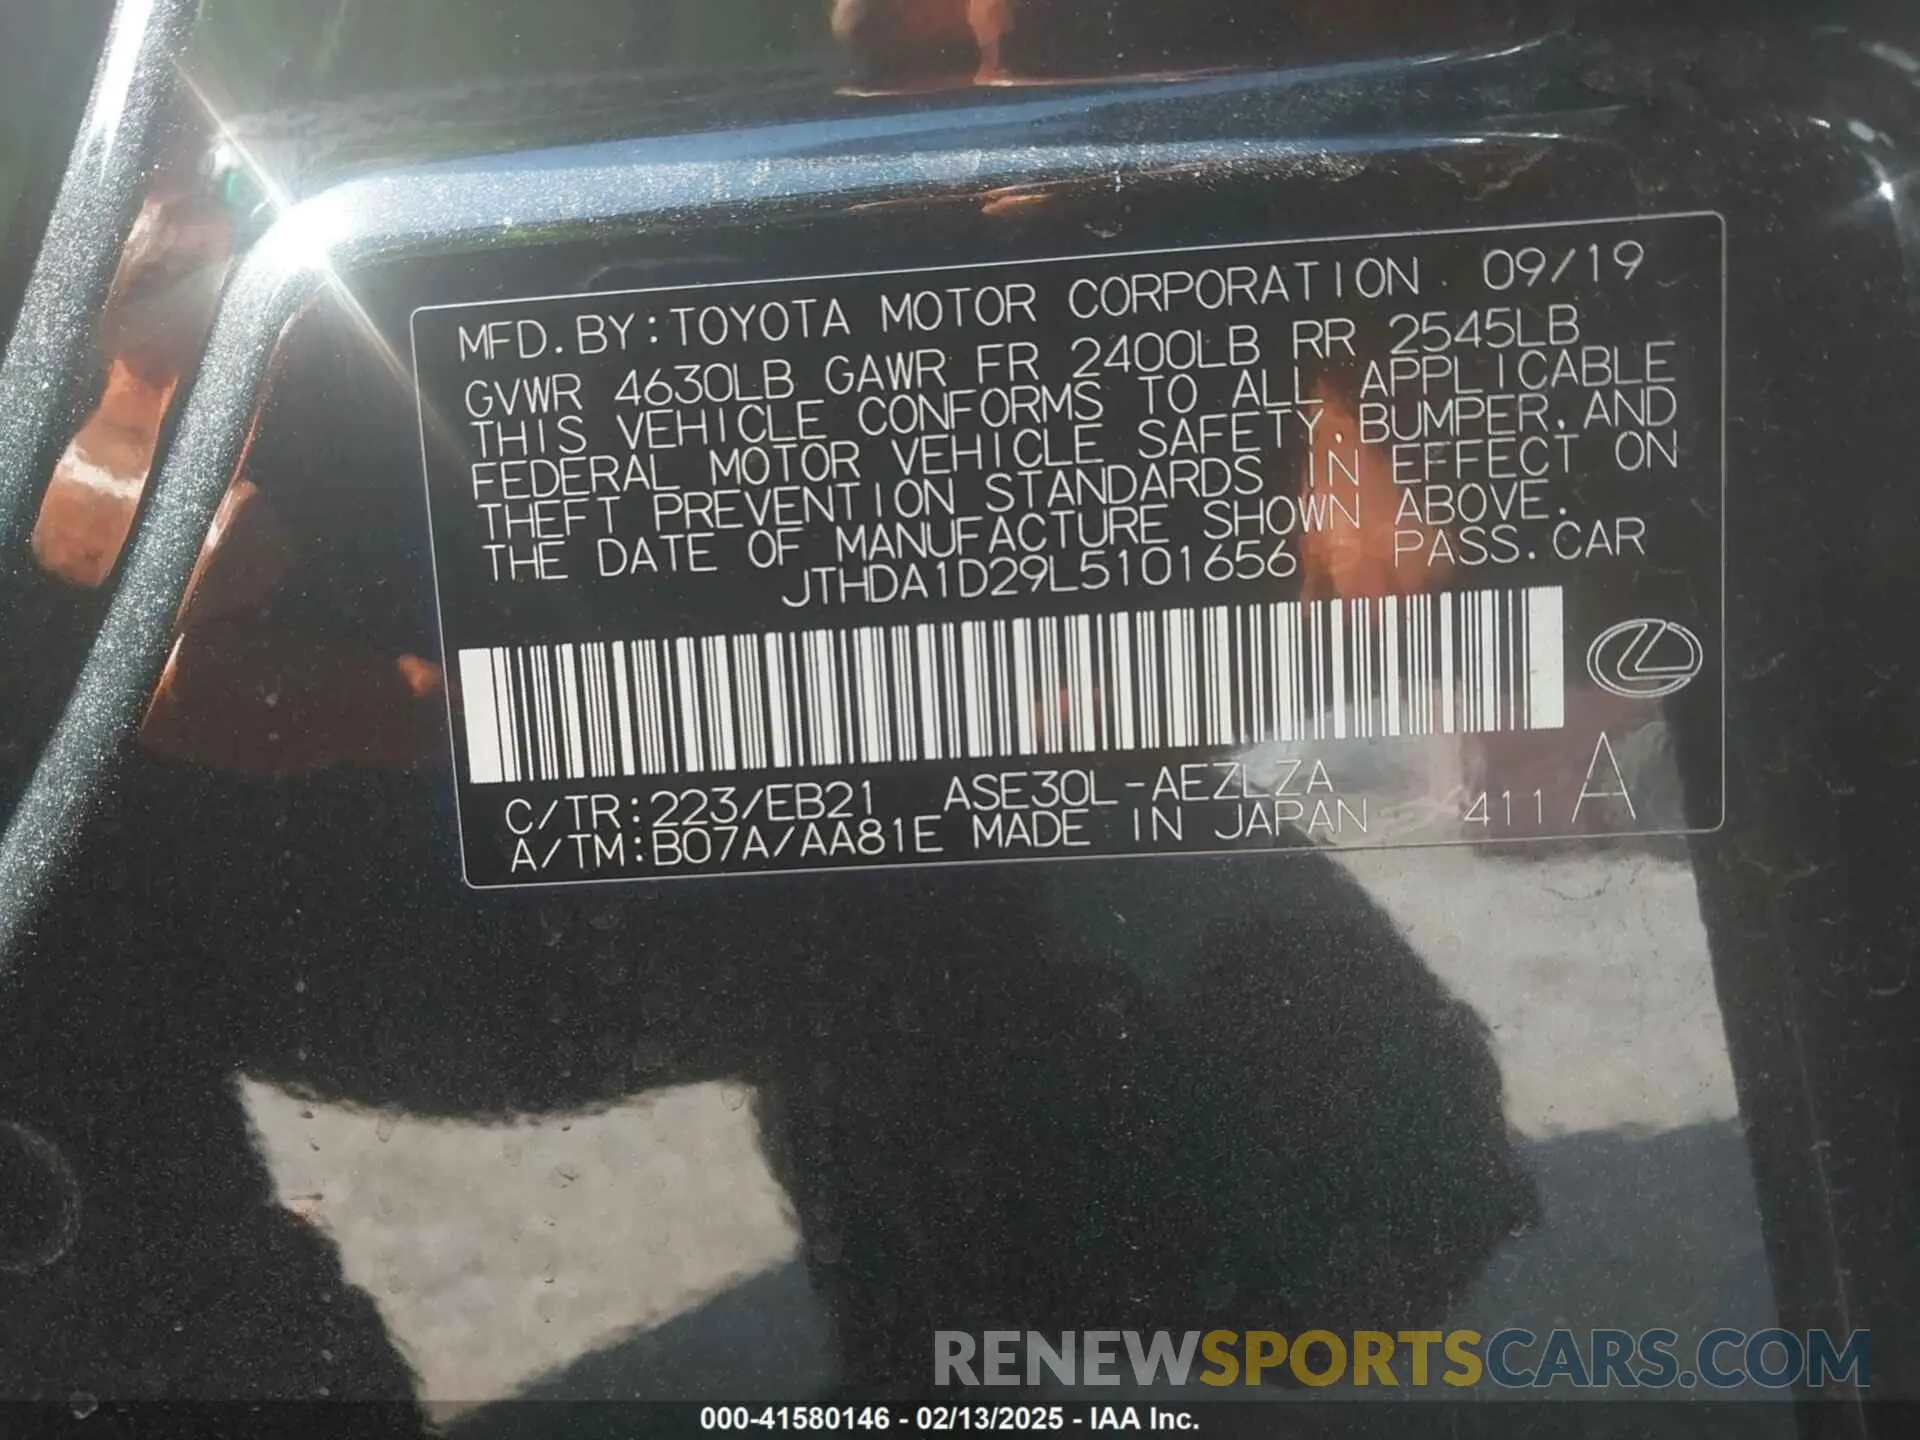 MFD. BY: TOYOTA MOTOR CORPORATION 09/19
GVWR 4630LB GAWR FR 2400LB RR 2545LB
THIS VEHICLE CONFORMS TO ALL APPLICABLE
FEDERAL MOTOR VEHICLE SAFETY, BUMPER, AND
THEFT PREVENTION STANDARDS IN EFFECT ON
THE DATE OF MANUFACTURE SHOWN ABOVE.
JTHDA1D29L5101656 PASS. CAR
C/TR: 223/EB21 ASE30L-AEZLZA
A/TM: B07A/AA81E MADE IN JAPAN 411 A
RENEWSPORTSCARS.COM
000-41580146 - 02/13/2025 - IAA Inc.